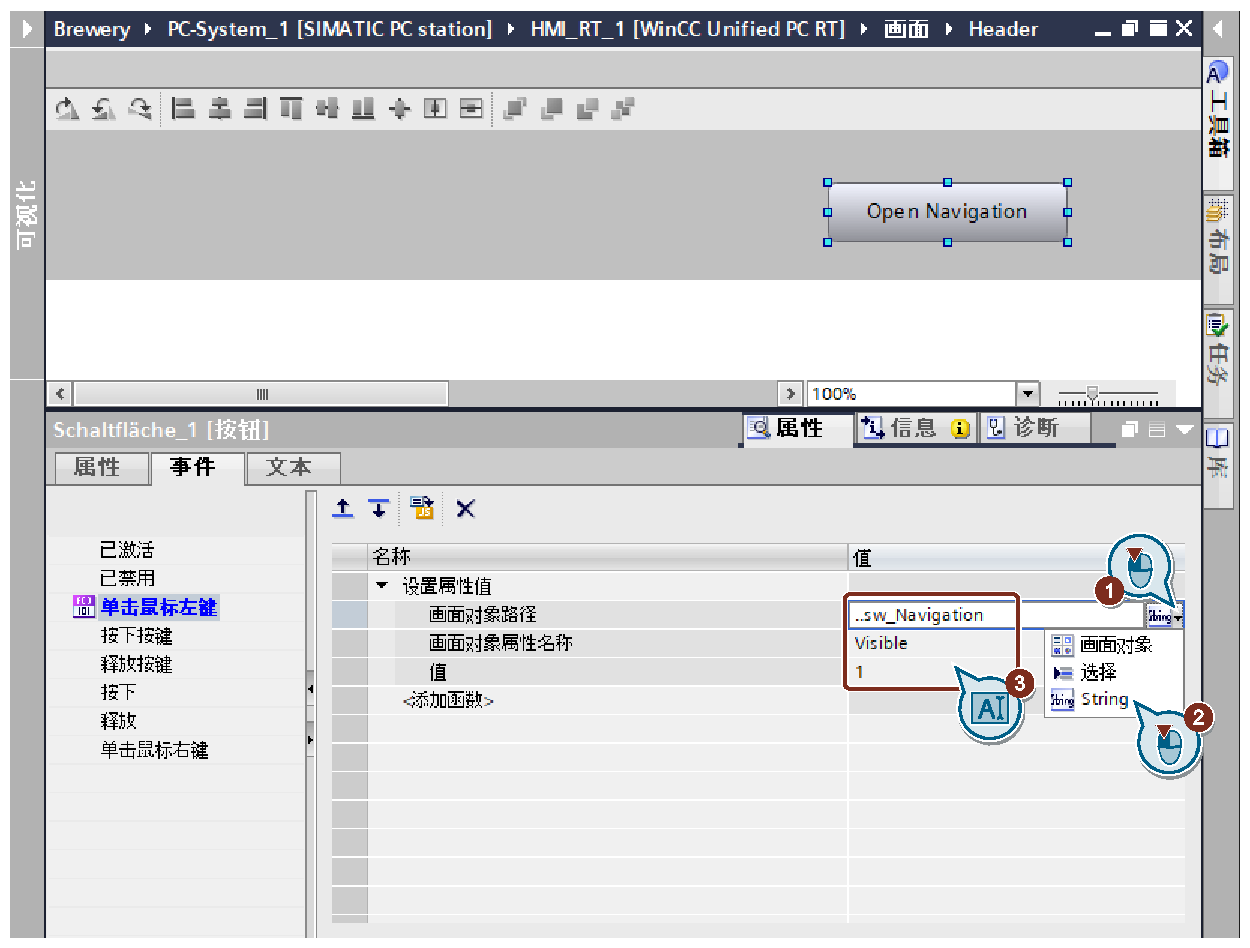 Brewery ▸ PC-System_1 [SIMATIC PC station] ▸ HMI_RT_1 [WinCC Unified PC RT] ▸ 画面 ▸ Header
工具箱
可视化
Open Navigation
布局
任务
100%
Schaltfläche_1 [按钮]
属性
信息
诊断
库
属性
事件
文本
JS
已激活
已禁用
单击鼠标左键
按下按键
释放按键
按下
释放
单击鼠标右键
名称
值
设置属性值
画面对象路径
..sw_Navigation
String
画面对象属性名称
Visible
值
1
<添加函数>
画面对象
选择
String String
1
2
3
AI